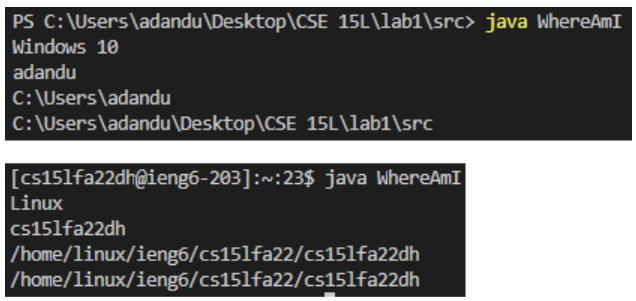 PS C:\Users\adandu\Desktop\CSE 15L\lab1\src> java WhereAmI
Windows 10
adandu
C:\Users\adandu
C:\Users\adandu\Desktop\CSE 15L\lab1\src
[cs15lfa22dh@ieng6-203]:~:23$ java WhereAmI
Linux
cs15lfa22dh
/home/linux/ieng6/cs15lfa22/cs15lfa22dh
/home/linux/ieng6/cs15lfa22/cs15lfa22dh